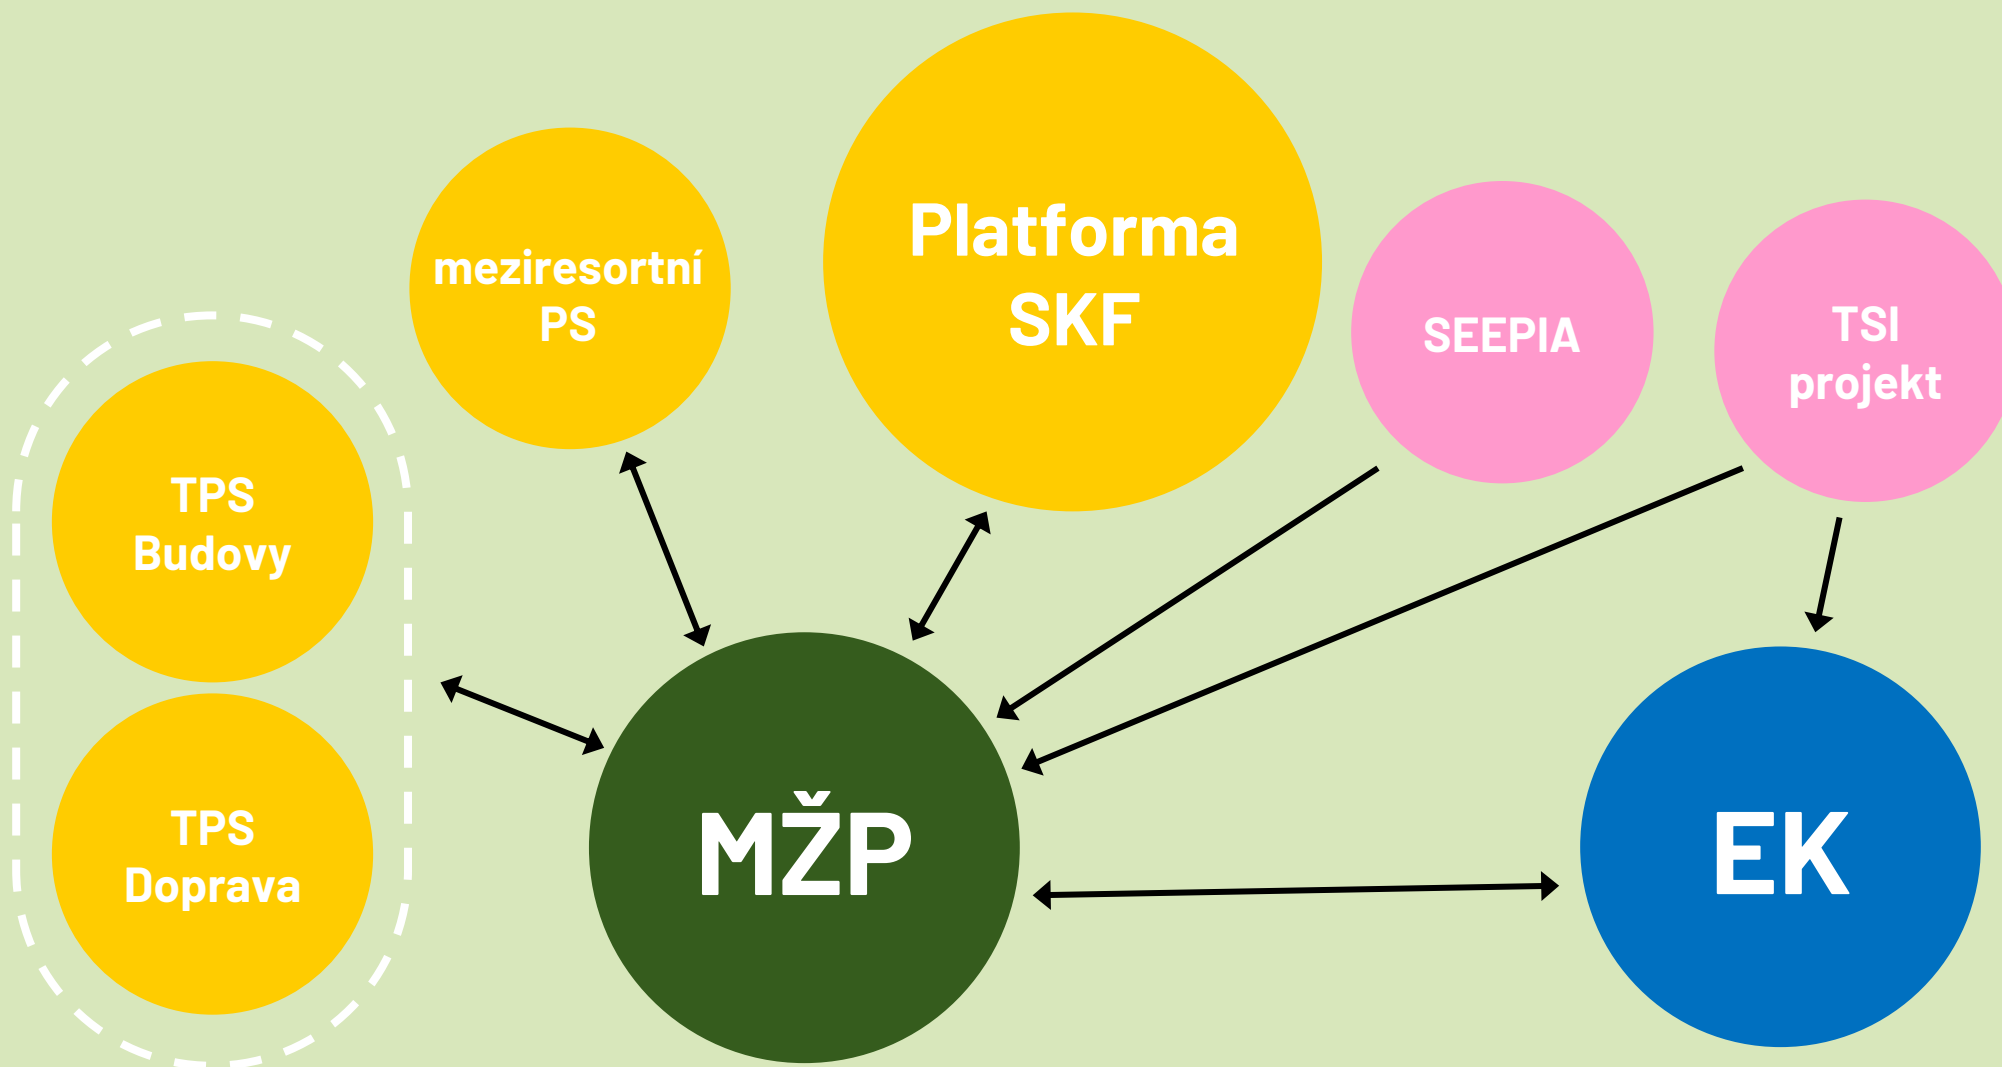 Platforma
SKF
meziresortní
PS
SEEPIA
TSI
projekt
TPS
Budovy
TPS
Doprava
MŽP
EK